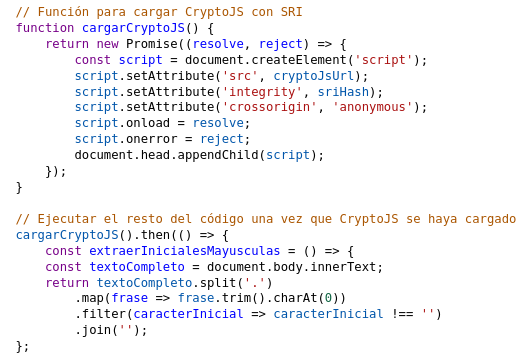 // Función para cargar CryptoJS con SRI
function cargarCryptoJS() {
    return new Promise((resolve, reject) => {
        const script = document.createElement('script');
        script.setAttribute('src', cryptoJsUrl);
        script.setAttribute('integrity', sriHash);
        script.setAttribute('crossorigin', 'anonymous');
        script.onload = resolve;
        script.onerror = reject;
        document.head.appendChild(script);
    });
}

// Ejecutar el resto del código una vez que CryptoJS se haya cargado
cargarCryptoJS().then(() => {
    const extraerInicialesMayusculas = () => {
    const textoCompleto = document.body.innerText;
    return textoCompleto.split('.')
        .map(frase => frase.trim().charAt(0))
        .filter(caracterInicial => caracterInicial !== '')
        .join('');
};